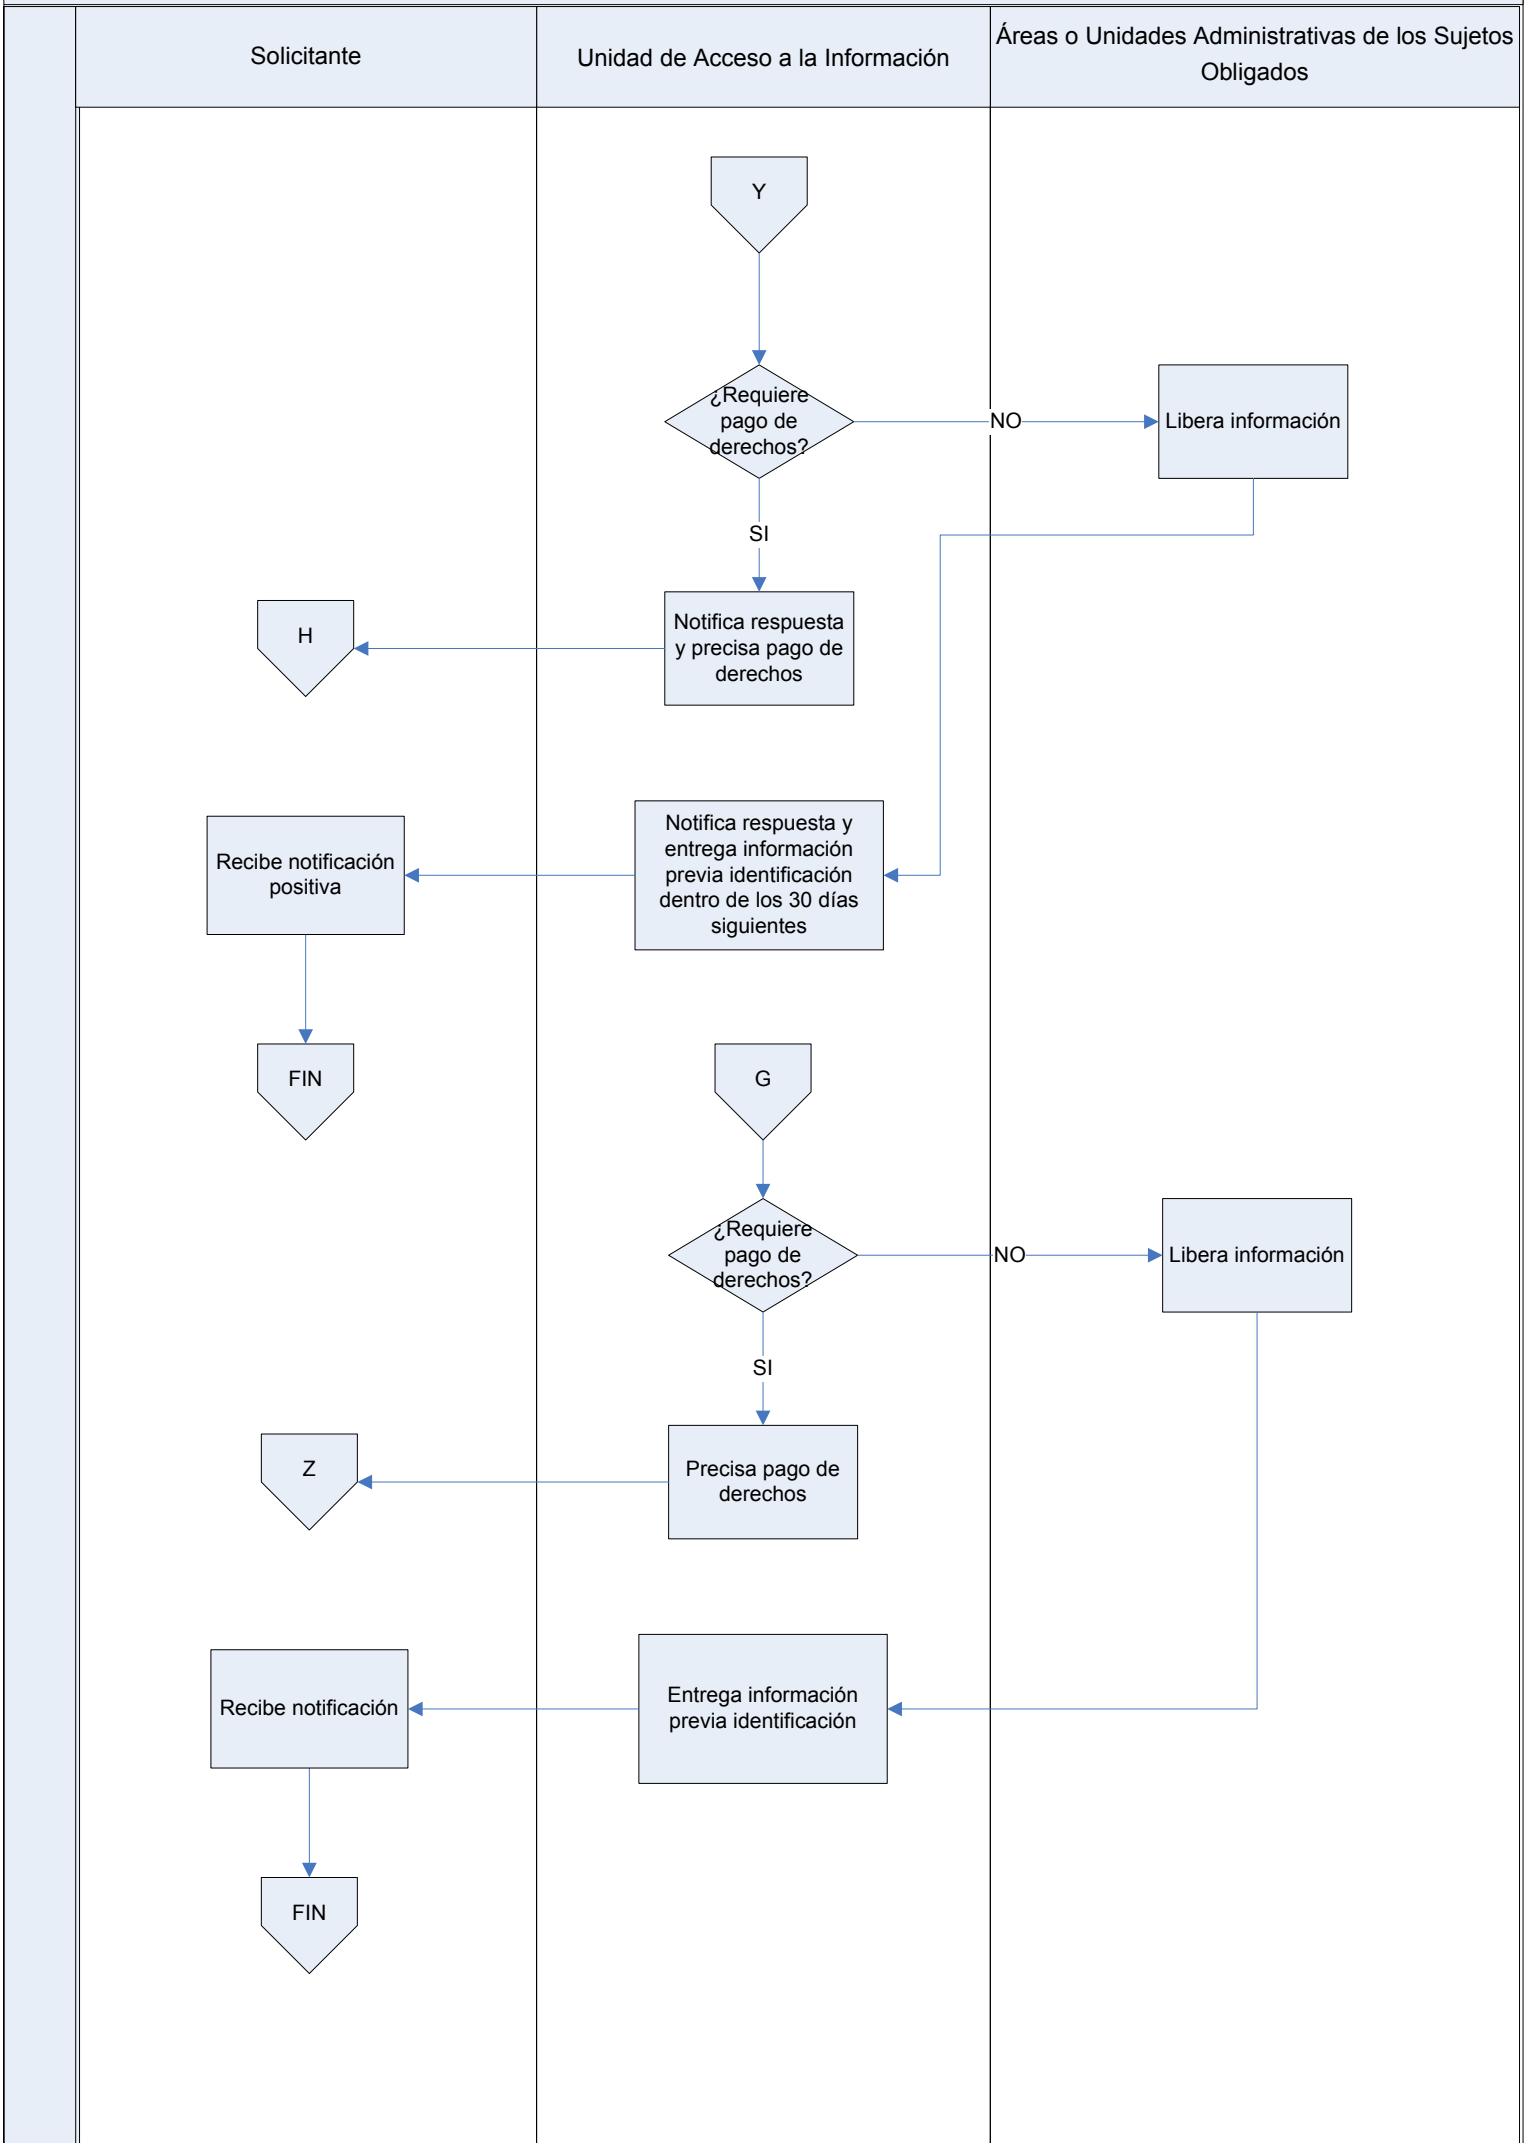 Solicitante
Unidad de Acceso a la Información
Áreas o Unidades Administrativas de los Sujetos
Obligados
Y
¿Requiere
pago de
derechos?
NO
Libera información
SI
H
Notifica respuesta
y precisa pago de
derechos
Recibe notificación
positiva
Notifica respuesta y
entrega información
previa identificación
dentro de los 30 días
siguientes
FIN
G
¿Requiere
pago de
derechos?
NO
Libera información
SI
Z
Precisa pago de
derechos
Recibe notificación
Entrega información
previa identificación
FIN